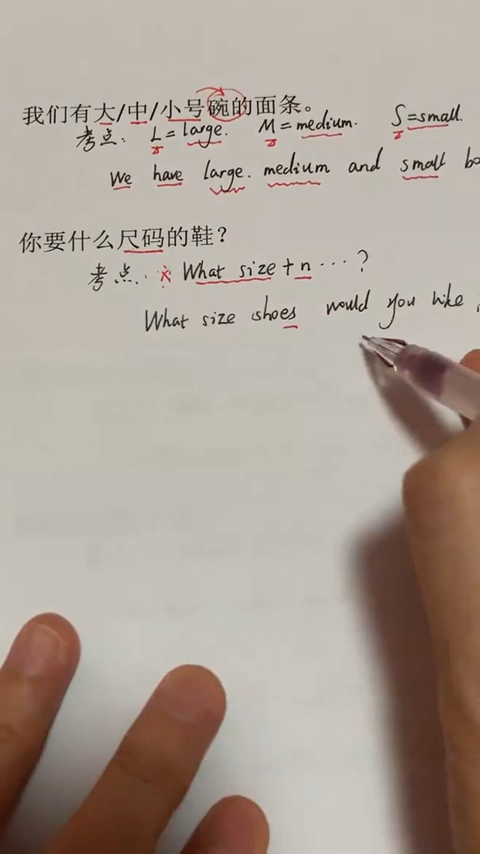 我们有大/中/小号碗的面条。
考点: L=large. M=medium. S=small.
We have large. medium and small bo
你要什么尺码的鞋？
考点: ※ What size+n…?
What size shoes would you like